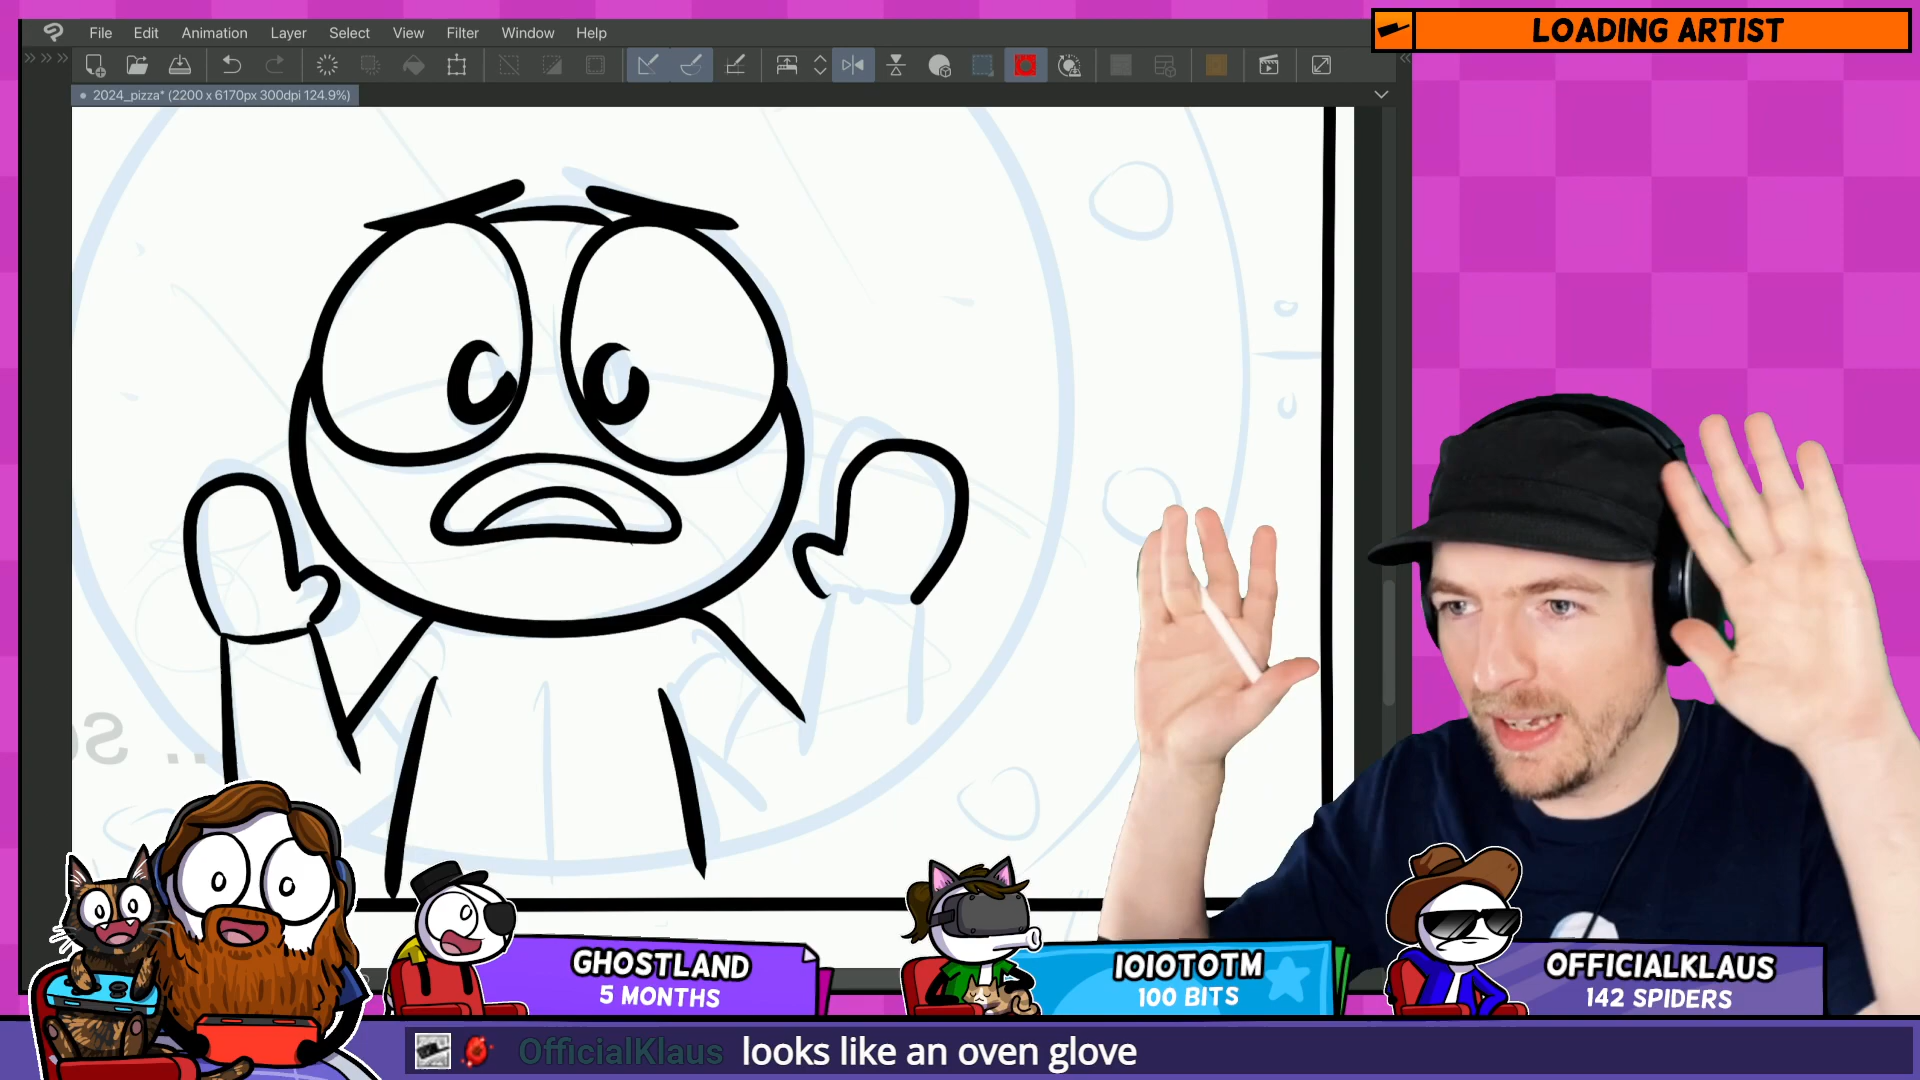 File Edit Animation Layer Select View Filter Window Help
LOADING ARTIST
2024_pizza* (2200 x 6170px 300dpi 124.9%)
GHOSTLAND
5 MONTHS
IOIOTOTM
100 BITS
OFFICIALKLAUS
142 SPIDERS
OfficialKlaus looks like an oven glove